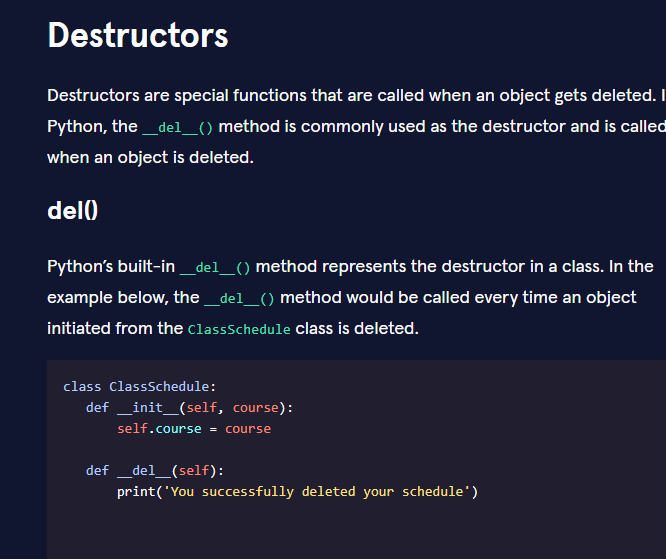 Destructors
Destructors are special functions that are called when an object gets deleted.
Python, the __del__() method is commonly used as the destructor and is called
when an object is deleted.
del()
Python’s built-in __del__() method represents the destructor in a class. In the
example below, the __del__() method would be called every time an object
initiated from the ClassSchedule class is deleted.
class ClassSchedule:
   def __init__(self, course):
       self.course = course
   def __del__(self):
       print('You successfully deleted your schedule')